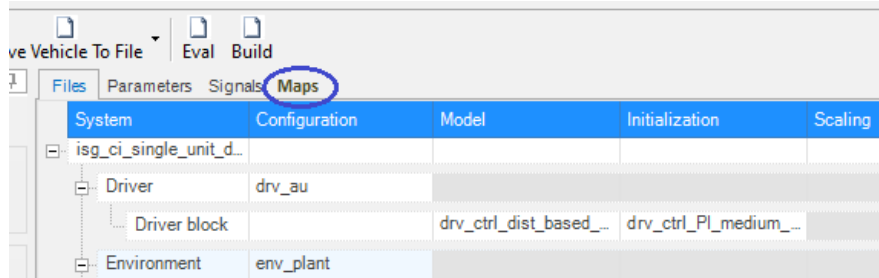 ve Vehicle To File Eval Build
Files Parameters Signals Maps
System Configuration Model Initialization Scaling
isg_ci_single_unit_d...
Driver drv_au
Driver block drv_ctrl_dist_based_... drv_ctrl_PI_medium_...
Environment env_plant